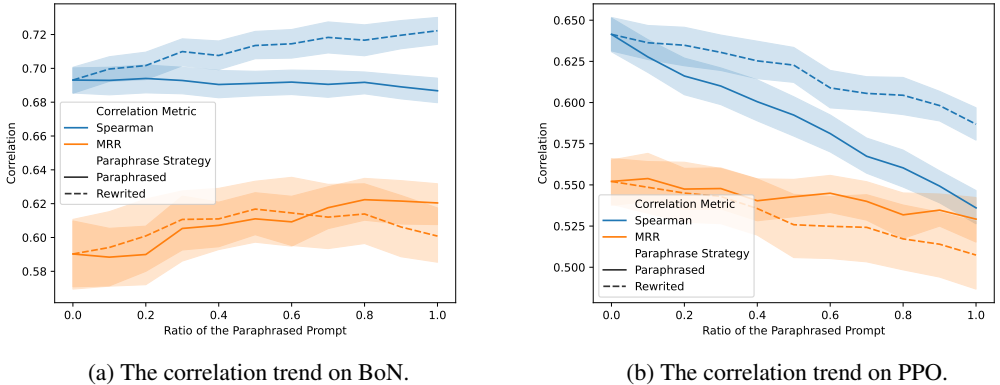 0.72
0.70
0.68
0.66
0.64
0.62
0.60
0.58
Correlation
Correlation Metric
Spearman
MRR
Paraphrase Strategy
Paraphrased
Rewrited
0.0 0.2 0.4 0.6 0.8 1.0
Ratio of the Paraphrased Prompt
(a) The correlation trend on BoN.
0.650
0.625
0.600
0.575
0.550
0.525
0.500
Correlation
Correlation Metric
Spearman
MRR
Paraphrase Strategy
Paraphrased
Rewrited
0.0 0.2 0.4 0.6 0.8 1.0
Ratio of the Paraphrased Prompt
(b) The correlation trend on PPO.